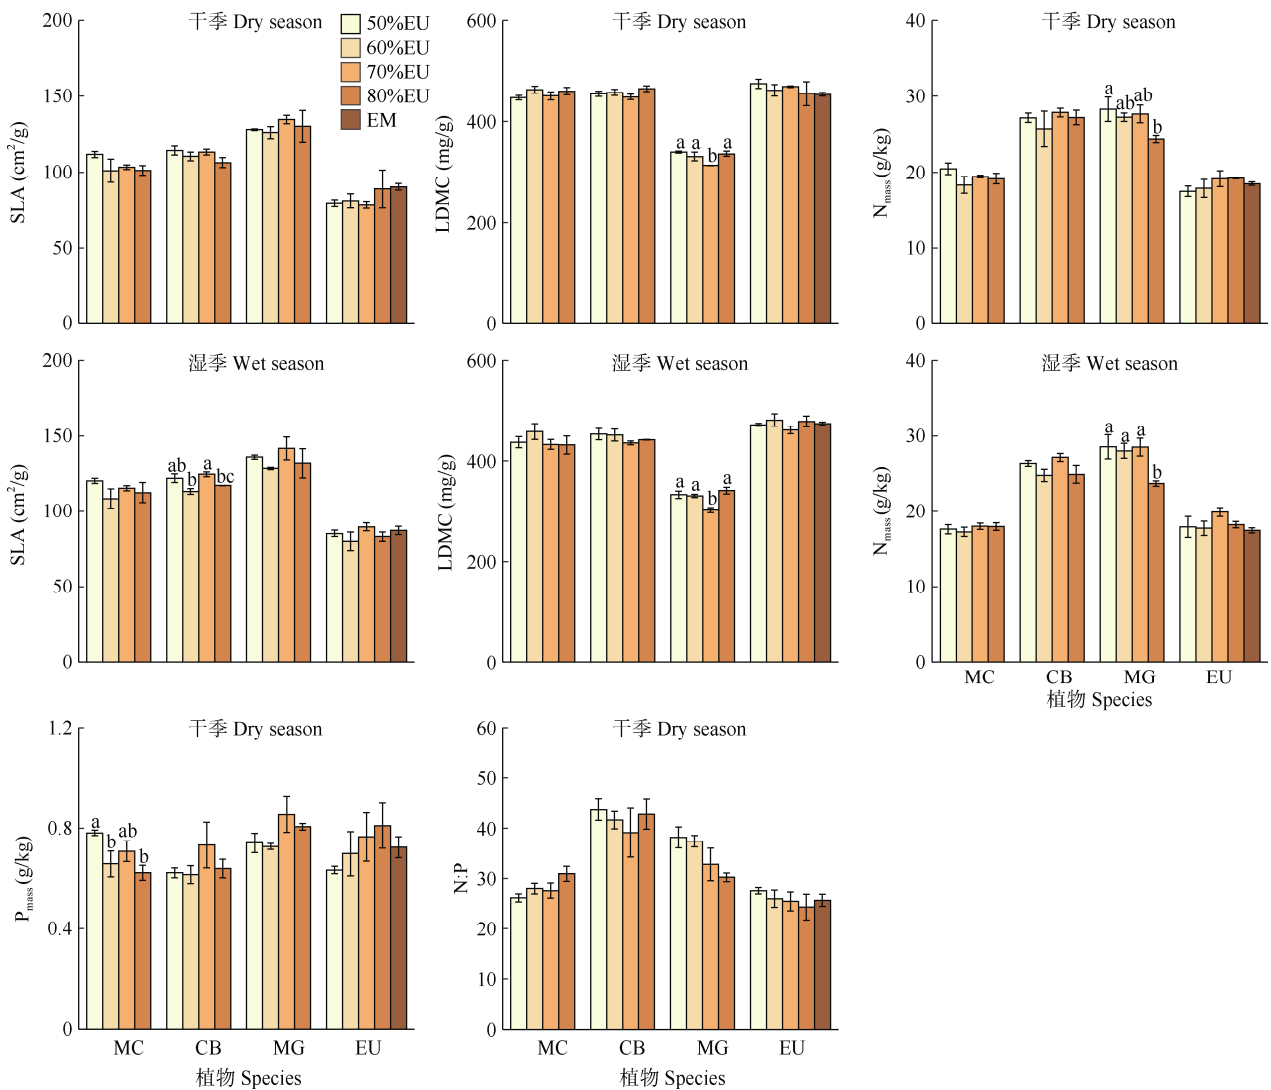 干季 Dry season
200
150
100
50
0
SLA (cm²/g)
50%EU
60%EU
70%EU
80%EU
EM
干季 Dry season
600
400
200
0
LDMC (mg/g)
a a b a
干季 Dry season
40
30
20
10
0
Nmass (g/kg)
a ab ab b
湿季 Wet season
200
150
100
50
0
SLA (cm²/g)
ab b a bc
湿季 Wet season
600
400
200
0
LDMC (mg/g)
a a b a
湿季 Wet season
40
30
20
10
0
Nmass (g/kg)
a a a b
MC CB MG EU
植物 Species
干季 Dry season
1.2
0.8
0.4
0
Pmass (g/kg)
a b ab b
MC CB MG EU
植物 Species
干季 Dry season
60
50
40
30
20
10
0
N:P
MC CB MG EU
植物 Species